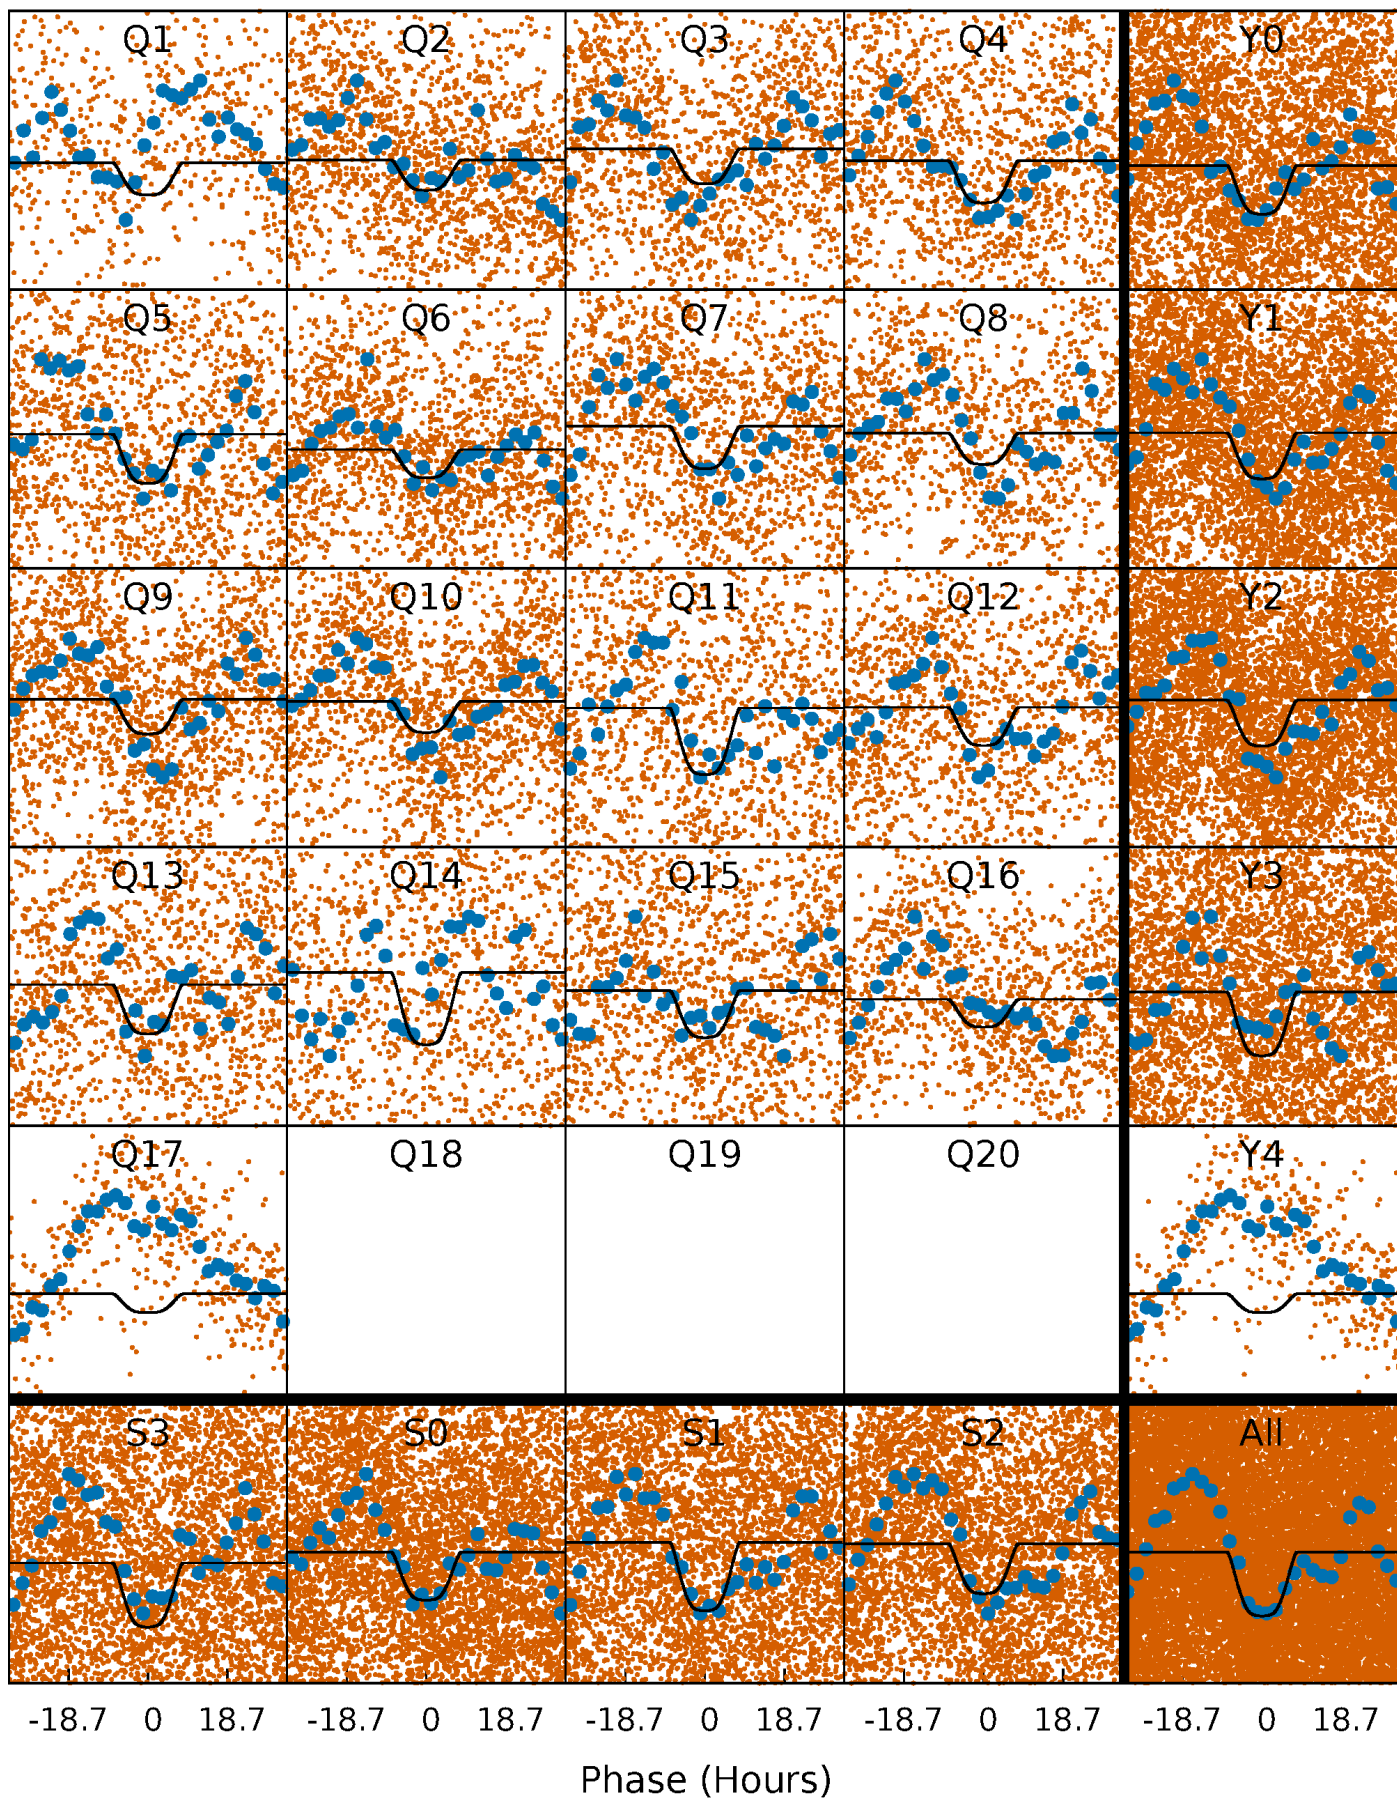 Q1 Q2 Q3 Q4 Y0
Q5 Q6 Q7 Q8 Y1
Q9 Q10 Q11 Q12 Y2
Q13 Q14 Q15 Q16 Y3
Q17 Q18 Q19 Q20 Y4
S3 S0 S1 S2 All
-18.7 0 18.7 -18.7 0 18.7 -18.7 0 18.7 -18.7 0 18.7 -18.7 0 18.7
Phase (Hours)